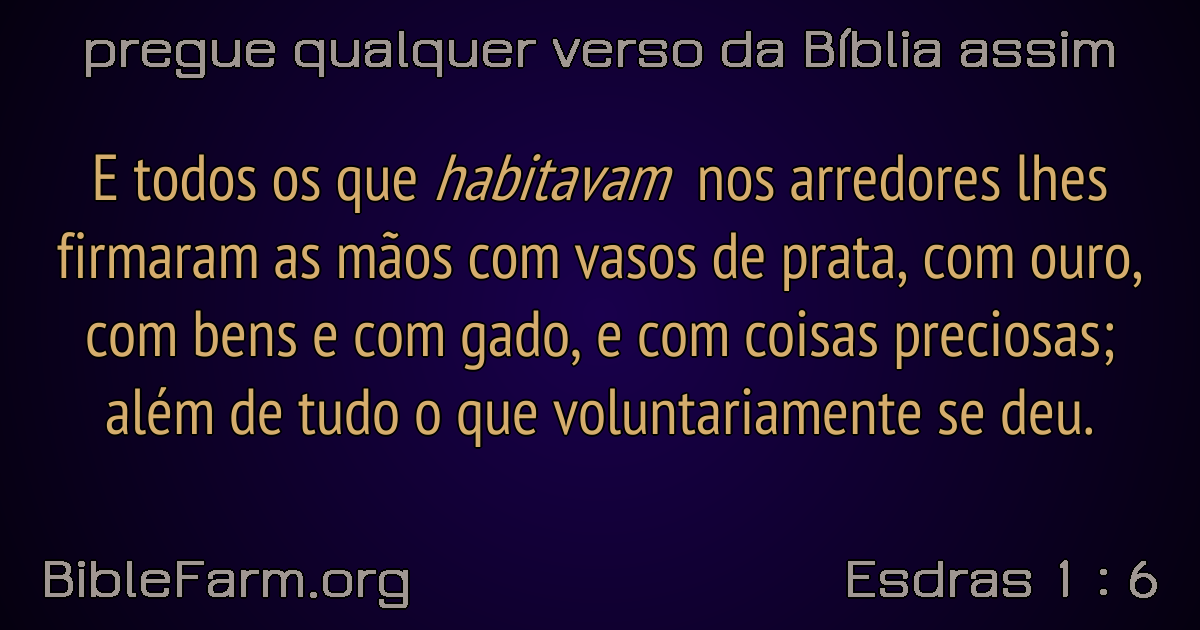 pregue qualquer verso da Bíblia assim
E todos os que habitavam nos arredores lhes
firmaram as mãos com vasos de prata, com ouro,
com bens e com gado, e com coisas preciosas;
além de tudo o que voluntariamente se deu.
BibleFarm.org
Esdras 1 : 6